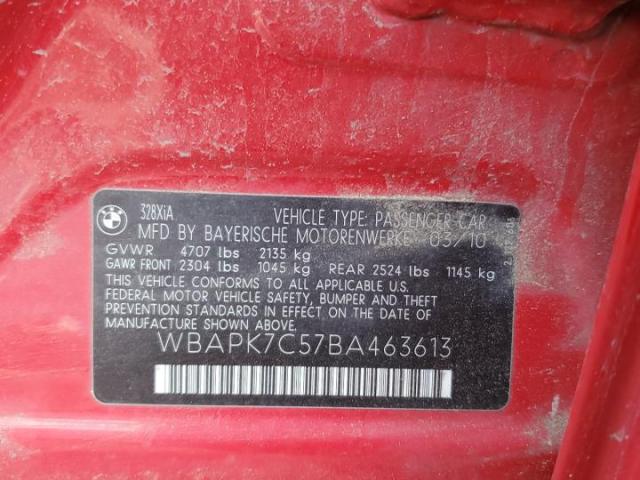 328XiA
VEHICLE TYPE: PASSENGER CAR
MFD BY BAYERISCHE MOTORENWERKE 03/10
GVWR 4707 lbs 2135 kg
GAWR FRONT 2304 lbs 1045 kg REAR 2524 lbs 1145 kg
THIS VEHICLE CONFORMS TO ALL APPLICABLE U.S.
FEDERAL MOTOR VEHICLE SAFETY, BUMPER AND THEFT
PREVENTION STANDARDS IN EFFECT ON THE DATE
OF MANUFACTURE SHOWN ABOVE.
WBAPK7C57BA463613